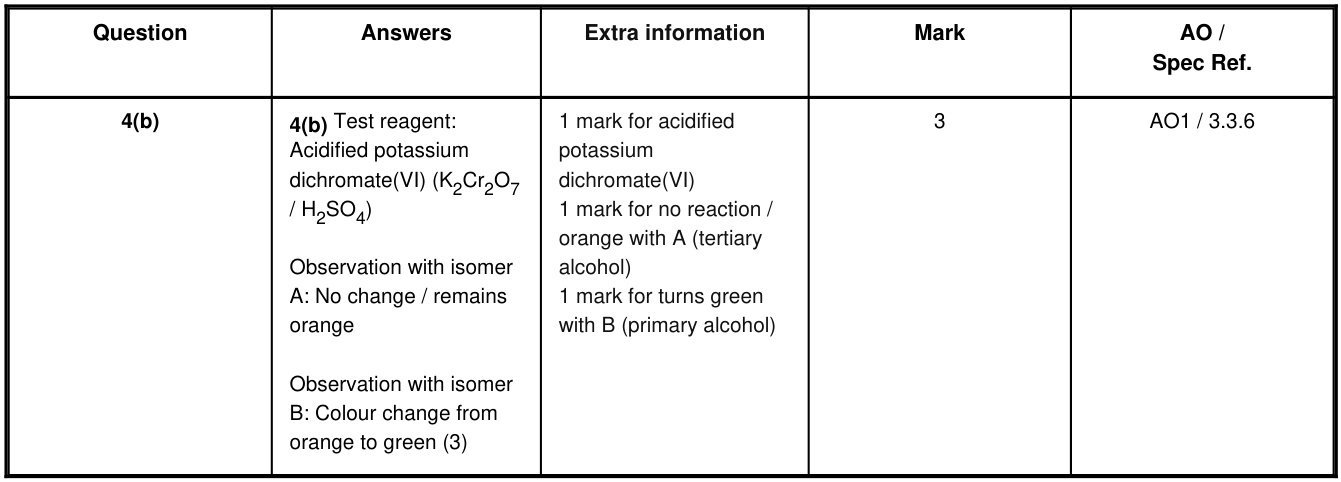 Question Answers Extra information Mark AO /
Spec Ref.
4(b)
4(b) Test reagent:
Acidified potassium
dichromate(VI) (K₂Cr₂O₇
/ H₂SO₄)
Observation with isomer
A: No change / remains
orange
Observation with isomer
B: Colour change from
orange to green (3)
1 mark for acidified
potassium
dichromate(VI)
1 mark for no reaction /
orange with A (tertiary
alcohol)
1 mark for turns green
with B (primary alcohol)
3
AO1 / 3.3.6